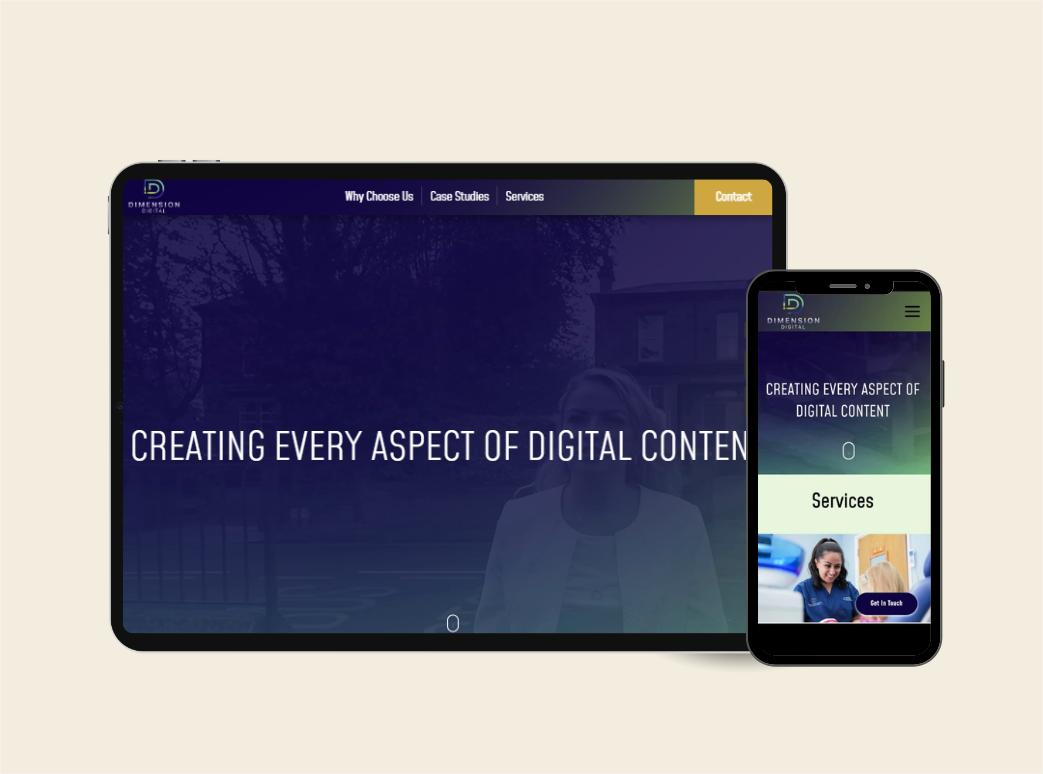 DIMENSION
DIGITAL
Why Choose Us
Case Studies
Services
Contact
CREATING EVERY ASPECT OF DIGITAL CONTEN
DIMENSION
DIGITAL
CREATING EVERY ASPECT OF
DIGITAL CONTENT
Services
Get In Touch